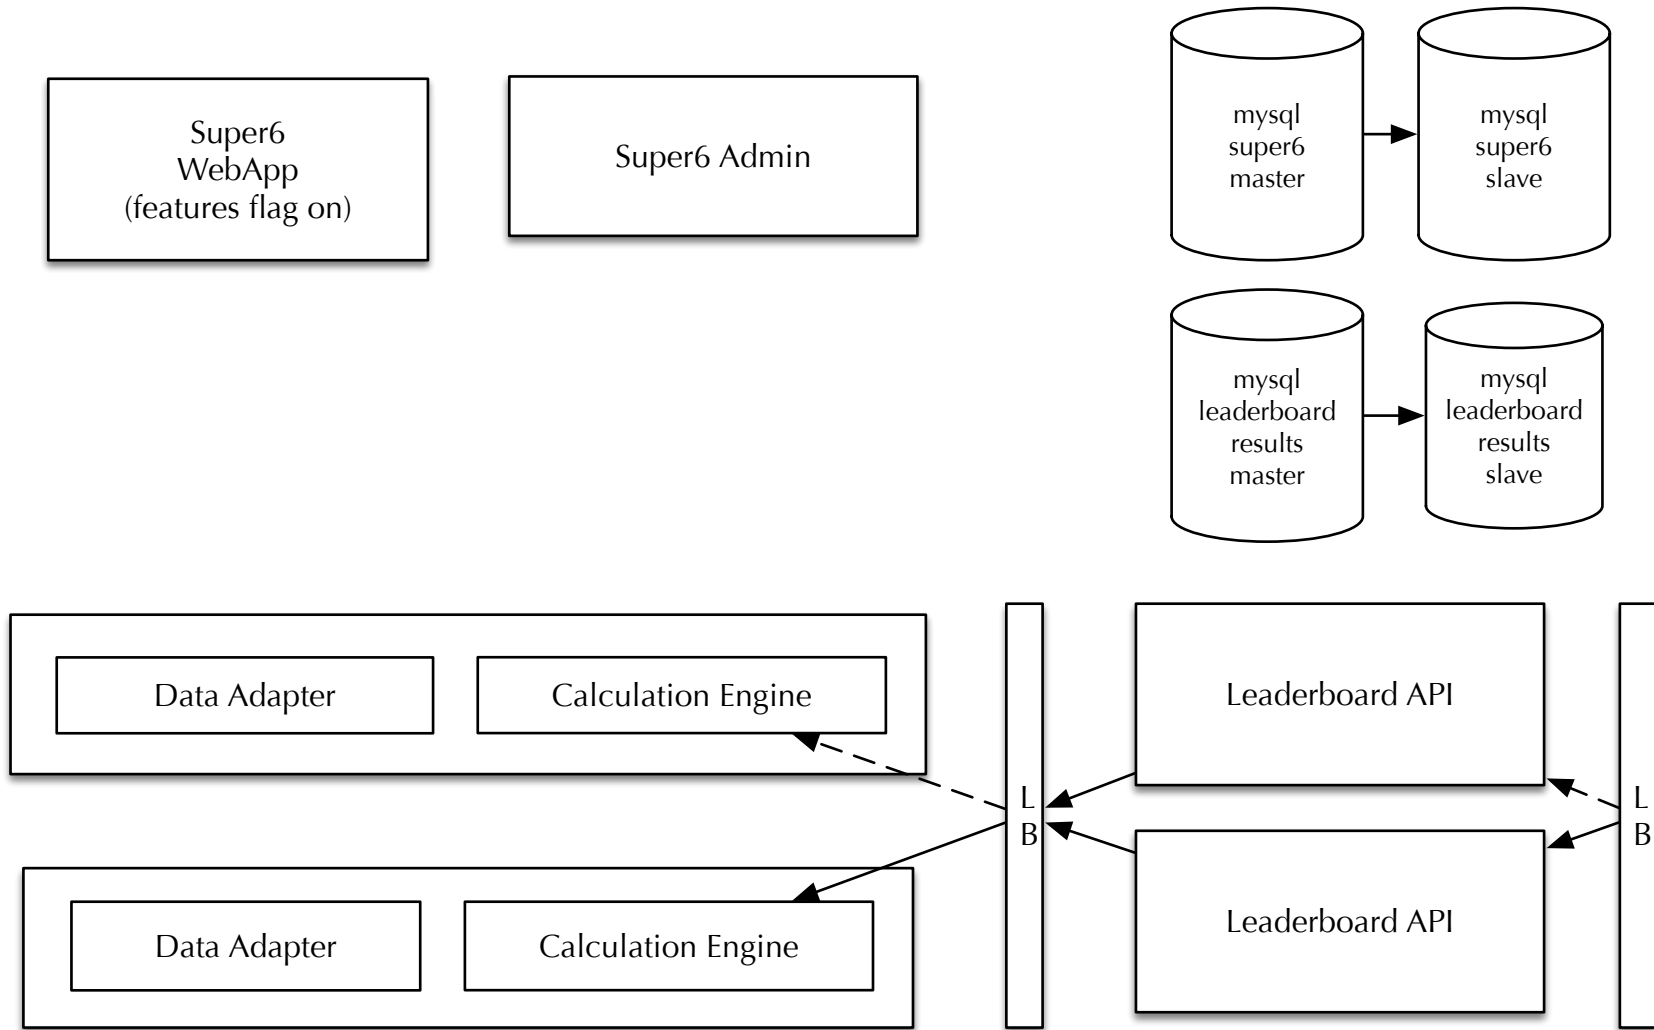 Super6
WebApp
(features flag on)
Super6 Admin
mysql
super6
master
mysql
super6
slave
mysql
leaderboard
results
master
mysql
leaderboard
results
slave
Data Adapter
Calculation Engine
L
B
Leaderboard API
L
B
Data Adapter
Calculation Engine
Leaderboard API